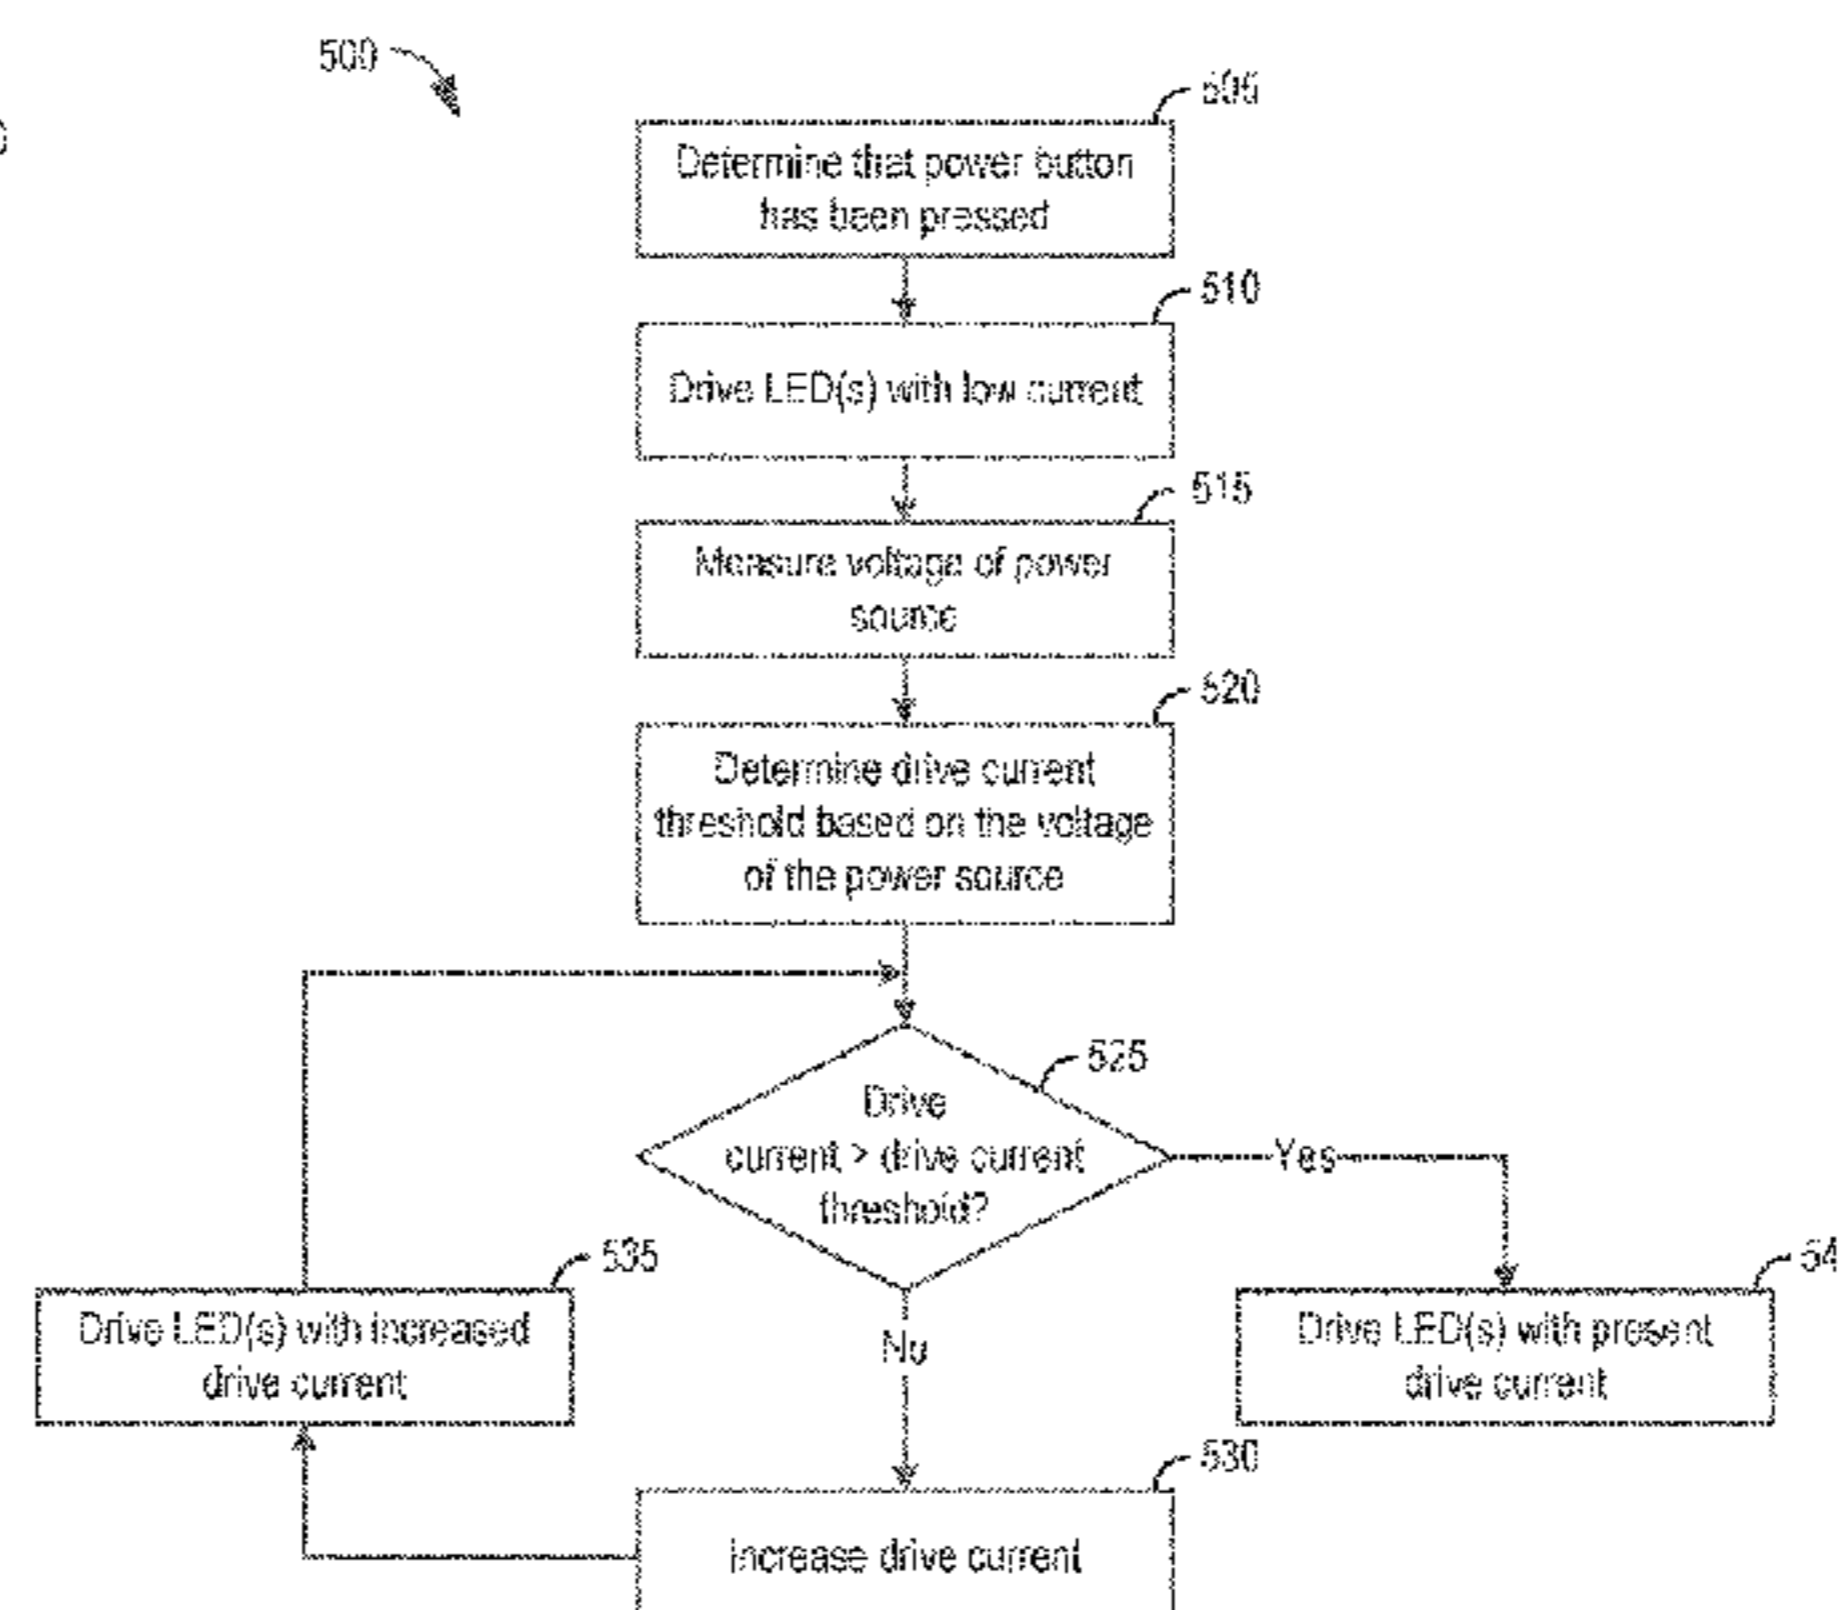 500
505
Determine that power button
has been pressed
510
Drive LED(s) with low current
515
Measure voltage of power
source
520
Determine drive current
threshold based on the voltage
of the power source
525
Drive
current > drive current
threshold?
Yes
No
535
Drive LED(s) with increased
drive current
54
Drive LED(s) with present
drive current
530
Increase drive current